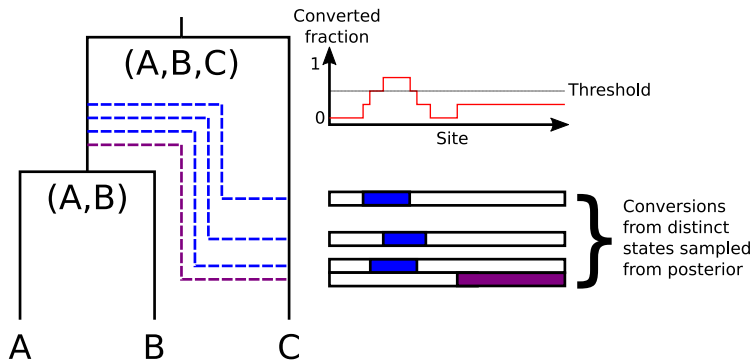 (A,B,C)
(A,B)
A
B
C
Converted
fraction
1
0
Threshold
Site
Conversions
from distinct
states sampled
from posterior